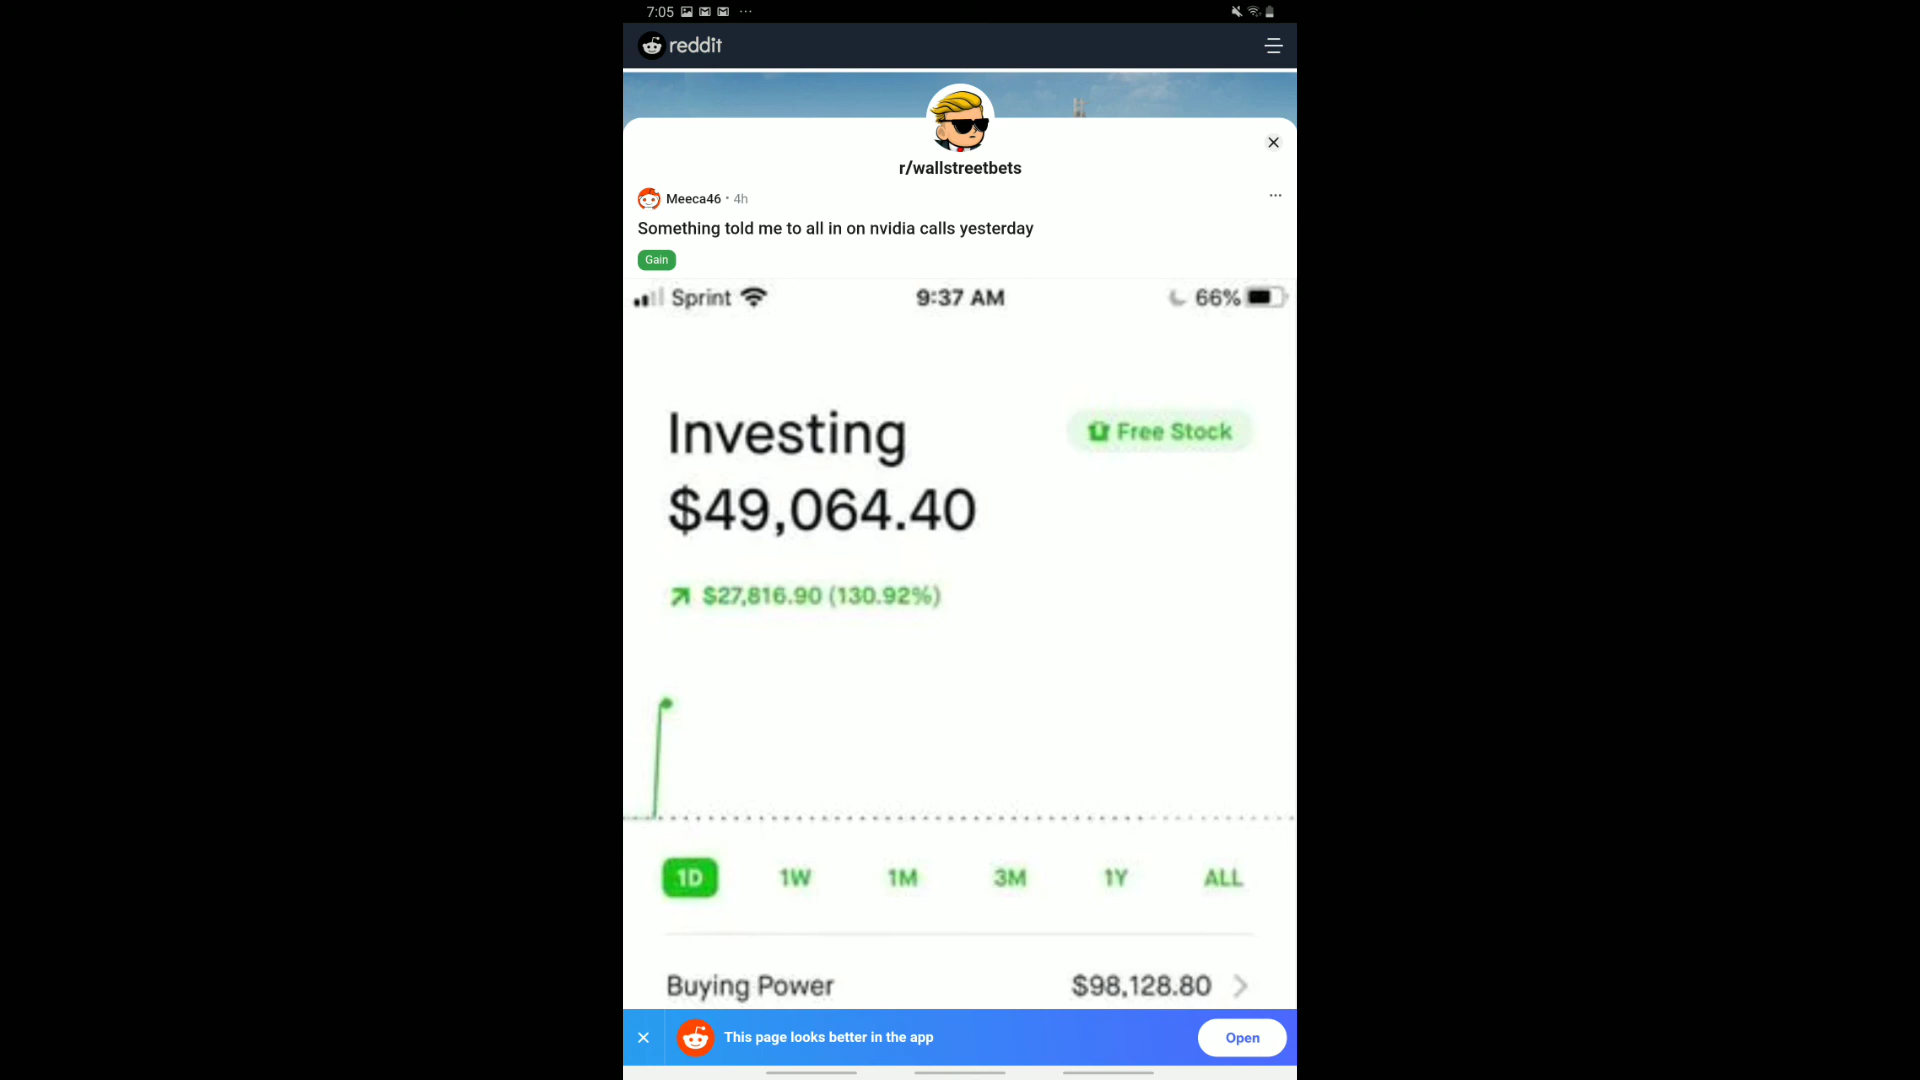 7:05
reddit
r/wallstreetbets
Meeca46 · 4h
Something told me to all in on nvidia calls yesterday
Gain
Sprint 9:37 AM 66%
Investing
Free Stock
$49,064.40
$27,816.90 (130.92%)
1D 1W 1M 3M 1Y ALL
Buying Power $98,128.80
This page looks better in the app Open